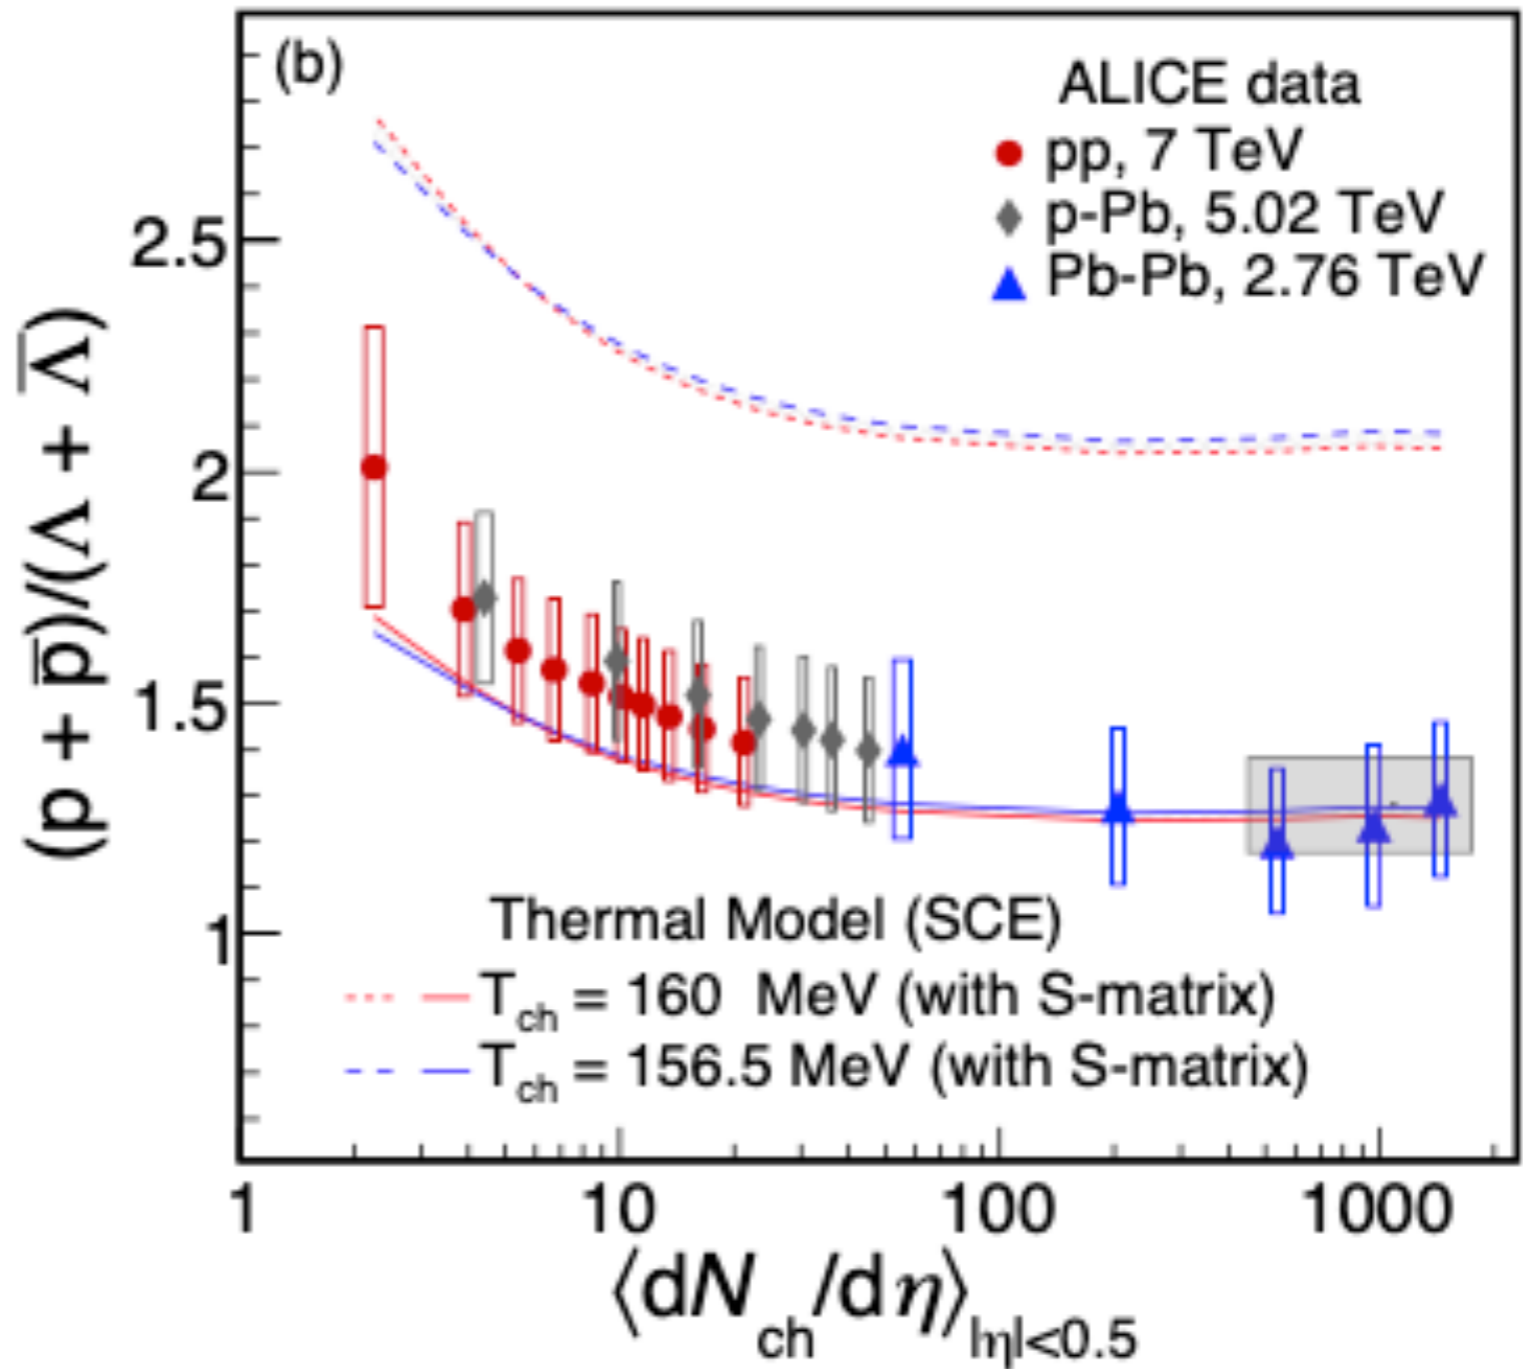 (b)
ALICE data
pp, 7 TeV
p-Pb, 5.02 TeV
Pb-Pb, 2.76 TeV
2.5
2
1.5
1
(p + p̅)/(Λ + Λ̅)
Thermal Model (SCE)
T_ch = 160 MeV (with S-matrix)
T_ch = 156.5 MeV (with S-matrix)
1 10 100 1000
⟨dN_ch/dη⟩|η|<0.5